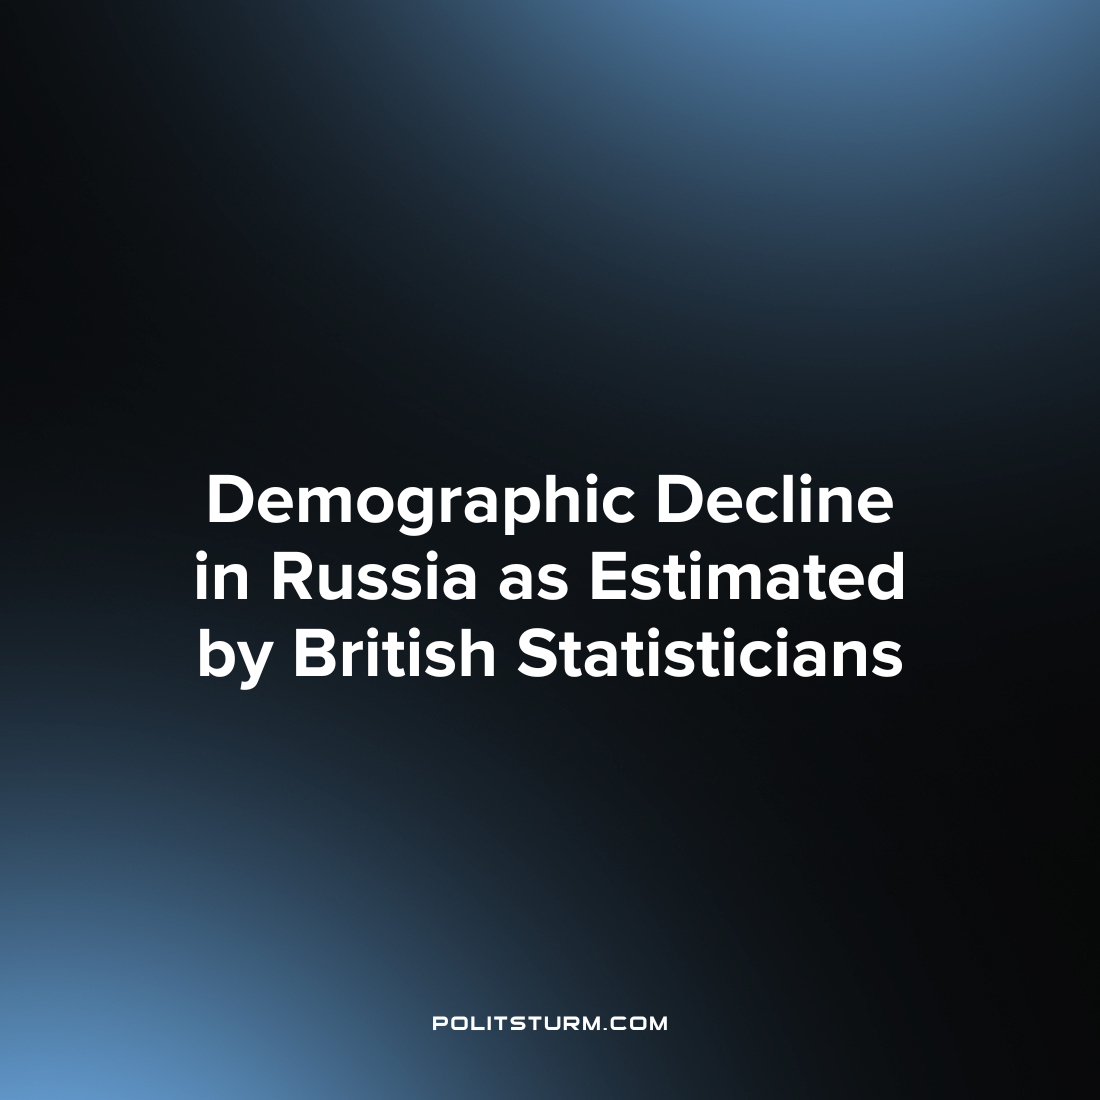 Demographic Decline
in Russia as Estimated
by British Statisticians
POLITSTURM.COM